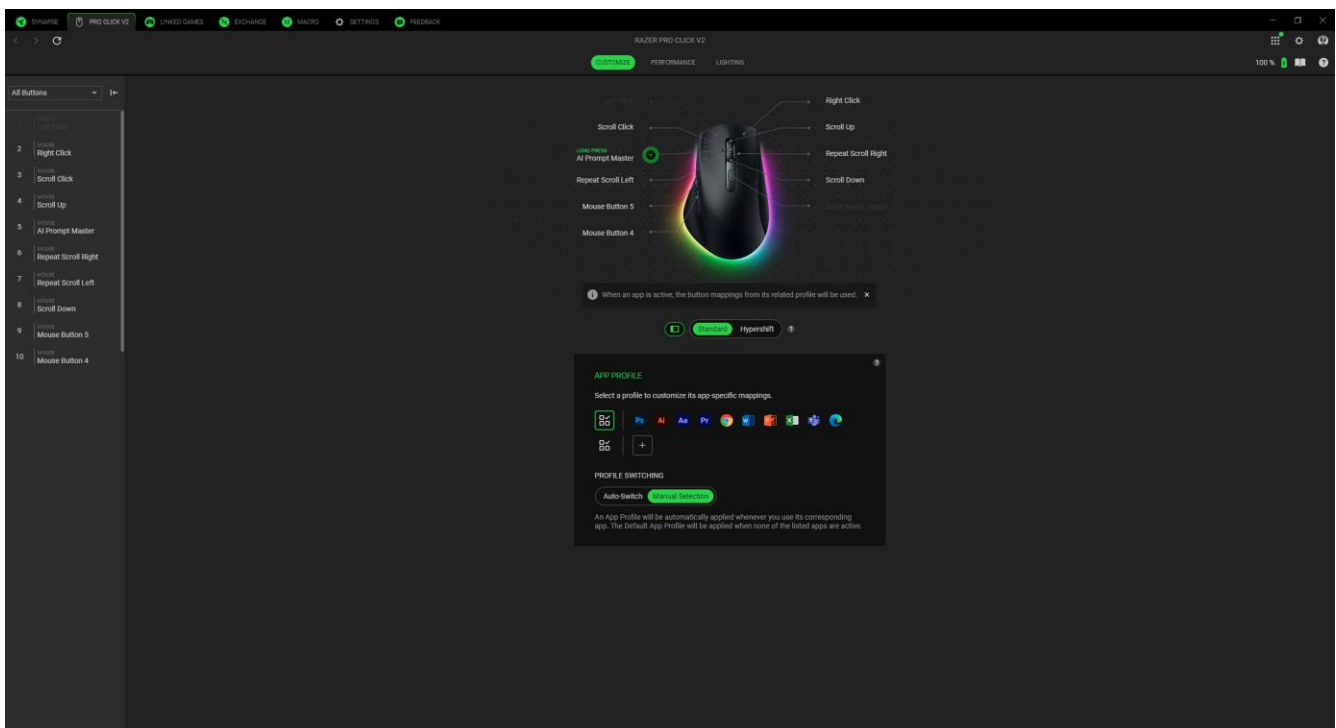 SYNAPSE PRO CLICK V2 LINKED GAMES EXCHANGE MACRO SETTINGS FEEDBACK
RAZER PRO CLICK V2
CUSTOMIZE PERFORMANCE LIGHTING
100 %
All Buttons
1 MOUSE
Left Click
2 MOUSE
Right Click
3 MOUSE
Scroll Click
4 MOUSE
Scroll Up
5 MOUSE
AI Prompt Master
6 MOUSE
Repeat Scroll Right
7 MOUSE
Repeat Scroll Left
8 MOUSE
Scroll Down
9 MOUSE
Mouse Button 5
10 MOUSE
Mouse Button 4
Left Click
Right Click
Scroll Click
Scroll Up
LONG PRESS
AI Prompt Master
Repeat Scroll Right
Repeat Scroll Left
Scroll Down
Mouse Button 5
Mouse Button 4
When an app is active, the button mappings from its related profile will be used.
Standard Hypershift
APP PROFILE
Select a profile to customize its app-specific mappings.
Ps Ai Ae Pr
PROFILE SWITCHING
Auto-Switch Manual Selection
An App Profile will be automatically applied whenever you use its corresponding
app. The Default App Profile will be applied when none of the listed apps are active.